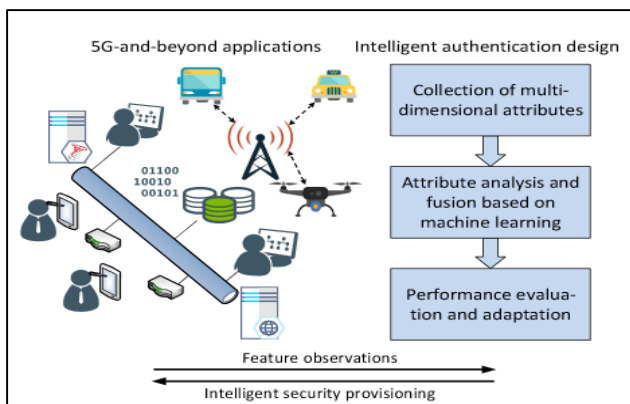 5G-and-beyond applications
Intelligent authentication design
01100
10010
00101
Collection of multi-
dimensional attributes
Attribute analysis and
fusion based on
machine learning
Performance evalua-
tion and adaptation
Feature observations
Intelligent security provisioning